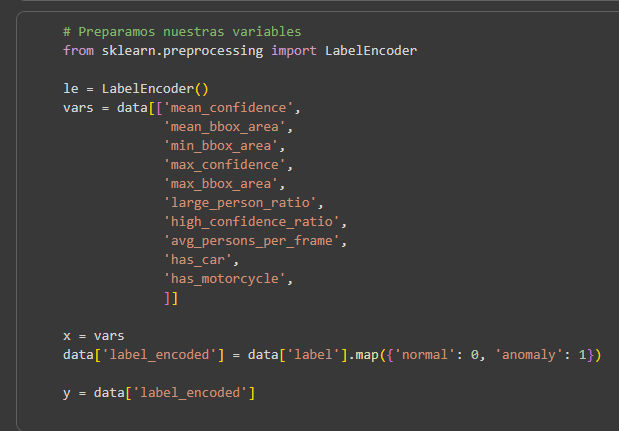 # Preparamos nuestras variables
from sklearn.preprocessing import LabelEncoder
le = LabelEncoder()
vars = data[['mean_confidence',
'mean_bbox_area',
'min_bbox_area',
'max_confidence',
'max_bbox_area',
'large_person_ratio',
'high_confidence_ratio',
'avg_persons_per_frame',
'has_car',
'has_motorcycle',
]]
x = vars
data['label_encoded'] = data['label'].map({'normal': 0, 'anomaly': 1})
y = data['label_encoded']